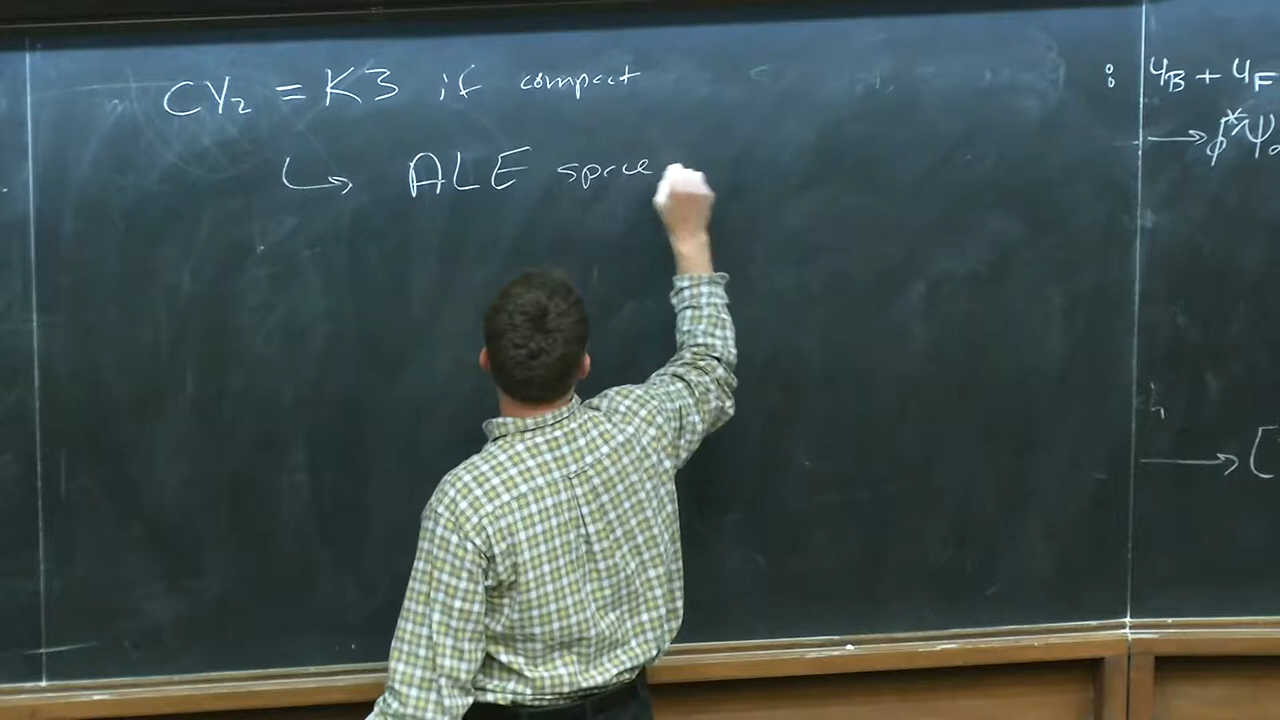 CY₂ = K3 if compact
↳ ALE space
: 4_B + 4_F
→ φ*ψ
→ [